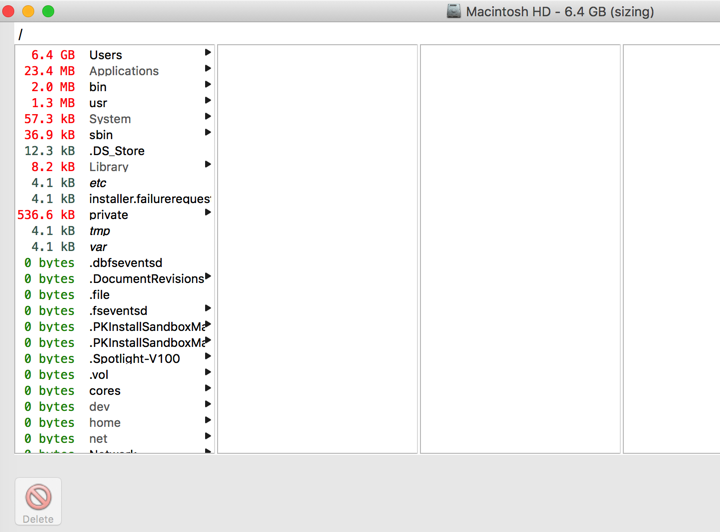 Macintosh HD - 6.4 GB (sizing)
/
6.4 GB Users
23.4 MB Applications
2.0 MB bin
1.3 MB usr
57.3 kB System
36.9 kB sbin
12.3 kB .DS_Store
8.2 kB Library
4.1 kB etc
4.1 kB installer.failurereques
536.6 kB private
4.1 kB tmp
4.1 kB var
0 bytes .dbfseventsd
0 bytes .DocumentRevisions
0 bytes .file
0 bytes .fseventsd
0 bytes .PKInstallSandboxMa
0 bytes .PKInstallSandboxMa
0 bytes .Spotlight-V100
0 bytes .vol
0 bytes cores
0 bytes dev
0 bytes home
0 bytes net
0 bytes Network
Delete